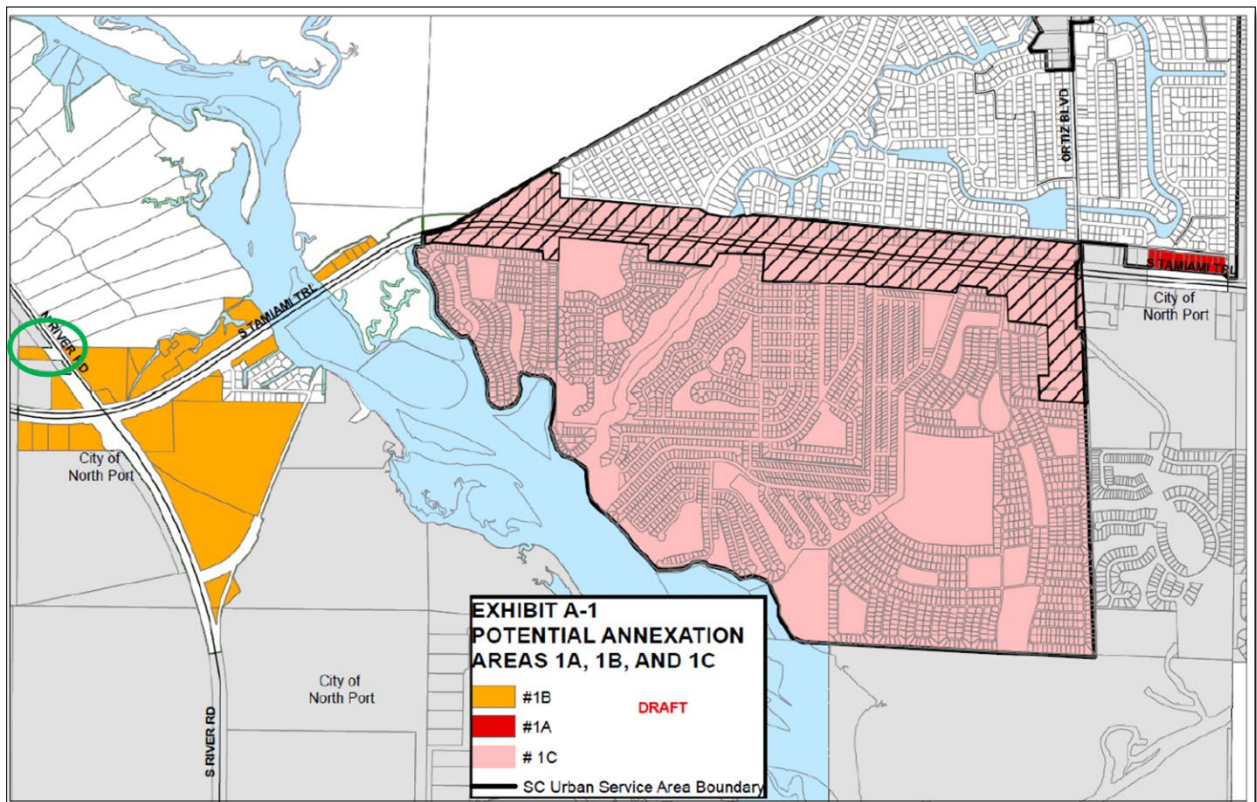 ORTIZ BLVD
S TAMIAMI TRL
City of
North Port
S TAMIAMI TRL
N RIVER RD
City of
North Port
City of
North Port
S RIVER RD
EXHIBIT A-1
POTENTIAL ANNEXATION
AREAS 1A, 1B, AND 1C
#1B
#1A
DRAFT
# 1C
SC Urban Service Area Boundary